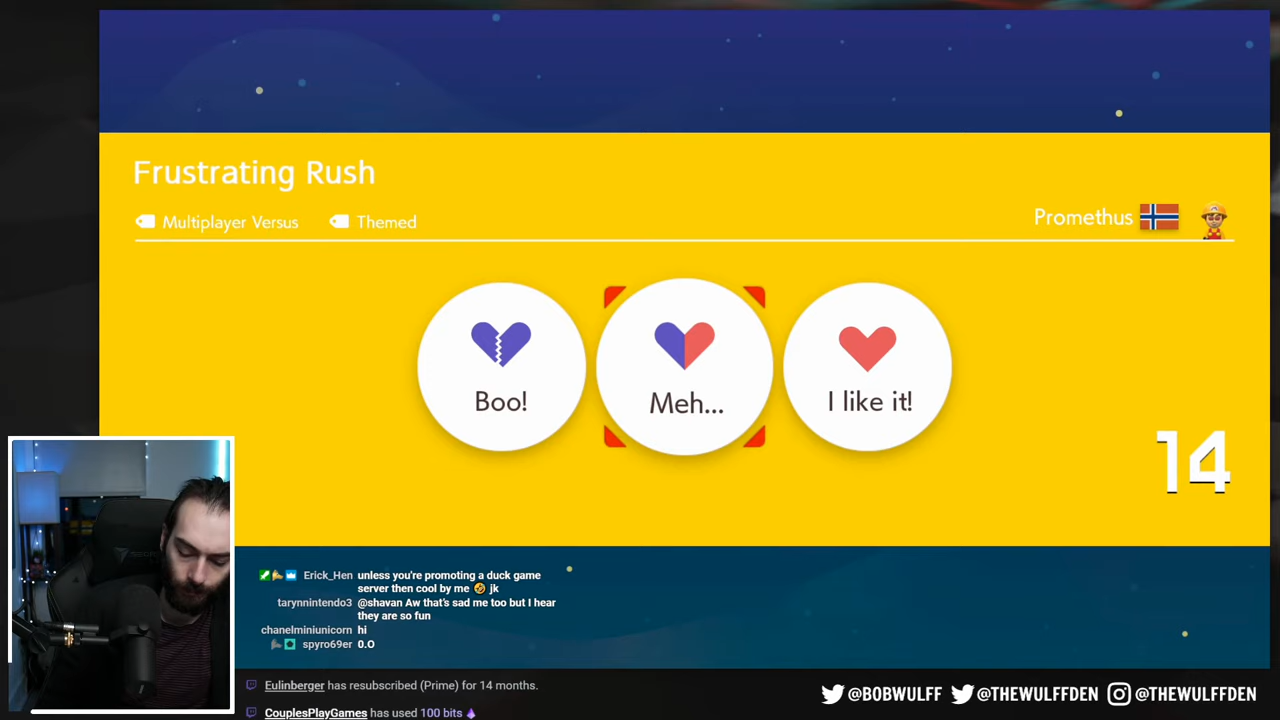 Frustrating Rush
Multiplayer Versus Themed
Promethus
Boo!
Meh...
I like it!
14
Erick_Hen unless you're promoting a duck game
server then cool by me 🤣 jk
tarynnintendo3 @shavan Aw that's sad me too but I hear
they are so fun
chanelminiunicorn hi
spyro69er 0.O
Eulinberger has resubscribed (Prime) for 14 months.
CouplesPlayGames has used 100 bits
@BOBWULFF @THEWULFFDEN @THEWULFFDEN